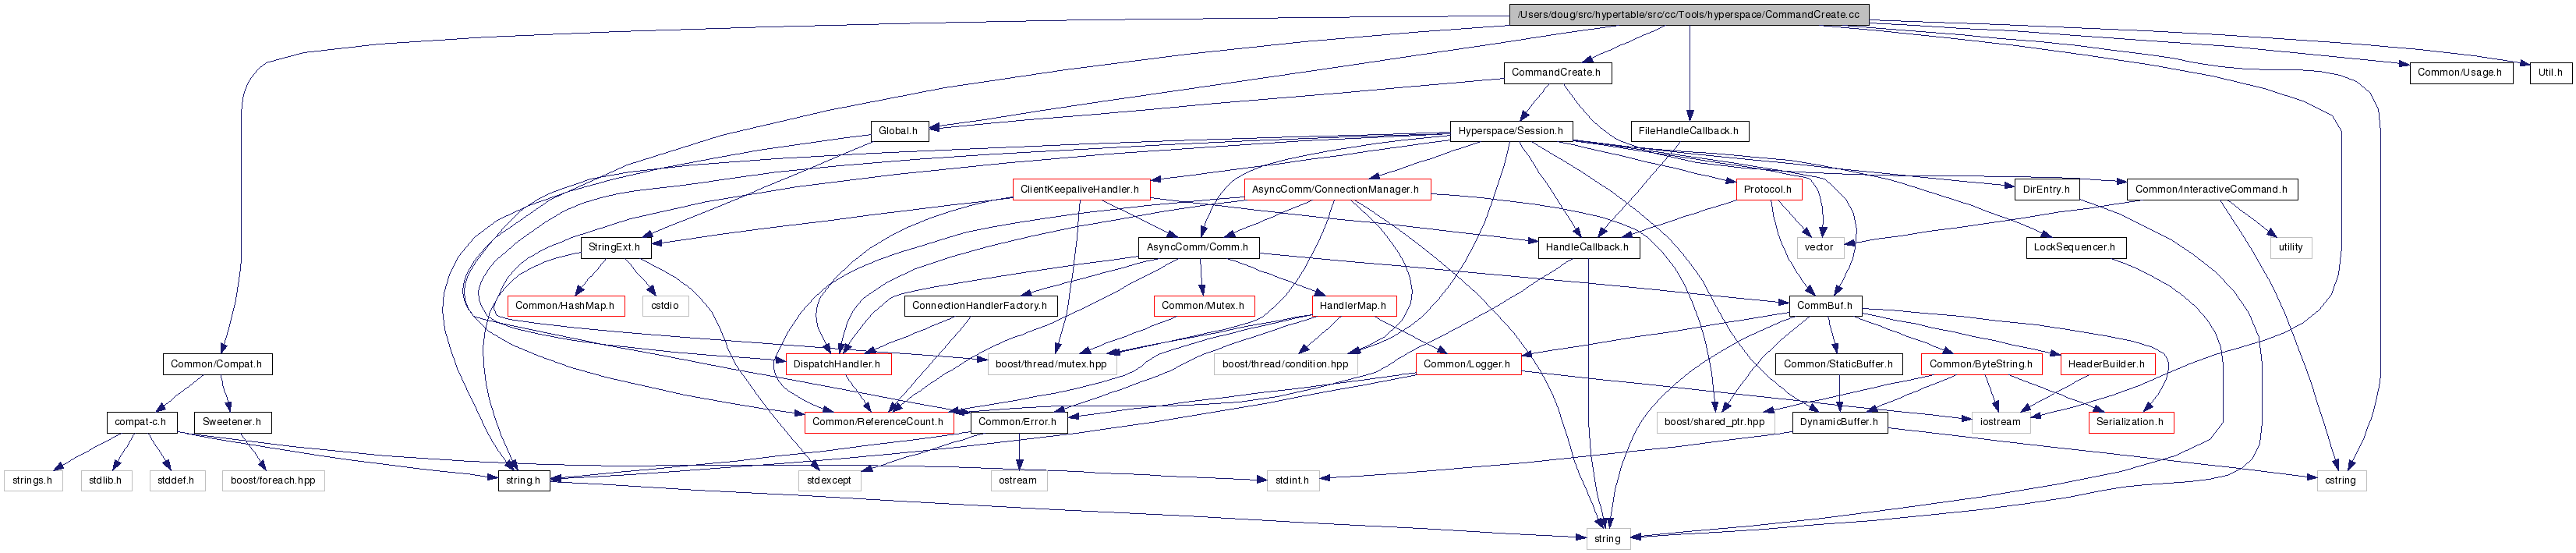 /Users/doug/src/hypertable/src/cc/Tools/hyperspace/CommandCreate.cc
CommandCreate.h
Common/Usage.h
Util.h
Global.h
Hyperspace/Session.h
FileHandleCallback.h
ClientKeepaliveHandler.h
AsyncComm/ConnectionManager.h
Protocol.h
DirEntry.h
Common/InteractiveCommand.h
StringExt.h
AsyncComm/Comm.h
HandleCallback.h
vector
LockSequencer.h
utility
Common/HashMap.h
cstdio
ConnectionHandlerFactory.h
Common/Mutex.h
HandlerMap.h
CommBuf.h
Common/Compat.h
DispatchHandler.h
boost/thread/mutex.hpp
boost/thread/condition.hpp
Common/Logger.h
Common/StaticBuffer.h
Common/ByteString.h
HeaderBuilder.h
compat-c.h
Sweetener.h
Common/ReferenceCount.h
Common/Error.h
boost/shared_ptr.hpp
DynamicBuffer.h
iostream
Serialization.h
strings.h
stdlib.h
stddef.h
boost/foreach.hpp
string.h
stdexcept
ostream
stdint.h
cstring
string